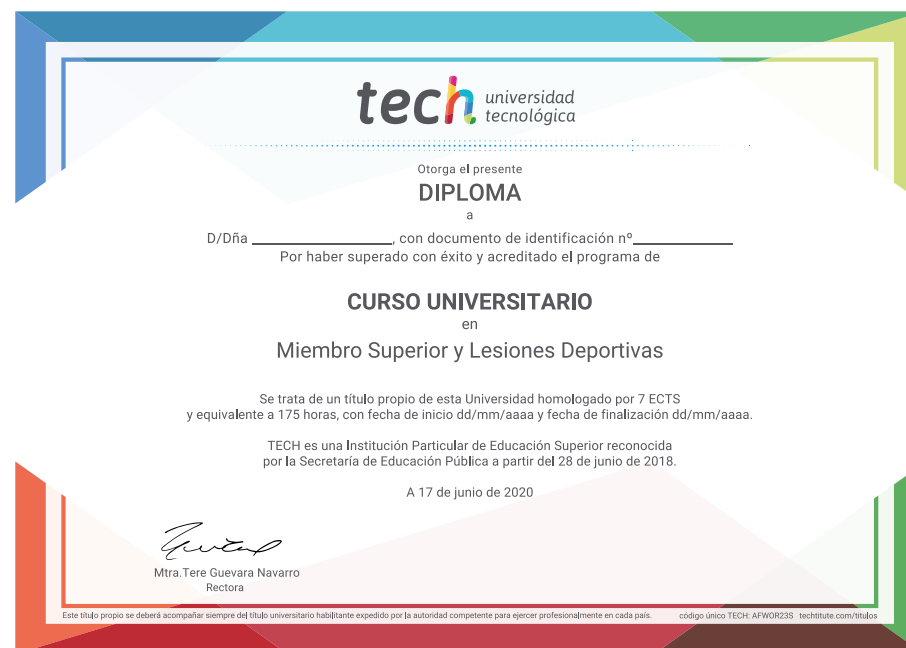 tech universidad
tecnológica
Otorga el presente
DIPLOMA
a
D/Dña ____________________, con documento de identificación nº______________
Por haber superado con éxito y acreditado el programa de
CURSO UNIVERSITARIO
en
Miembro Superior y Lesiones Deportivas
Se trata de un título propio de esta Universidad homologado por 7 ECTS
y equivalente a 175 horas, con fecha de inicio dd/mm/aaaa y fecha de finalización dd/mm/aaaa.
TECH es una Institución Particular de Educación Superior reconocida
por la Secretaría de Educación Pública a partir del 28 de junio de 2018.
A 17 de junio de 2020
Mtra.Tere Guevara Navarro
Rectora
Este título propio se deberá acompañar siempre del título universitario habilitante expedido por la autoridad competente para ejercer profesionalmente en cada país. código único TECH: AFWOR23S techtitute.com/titulos